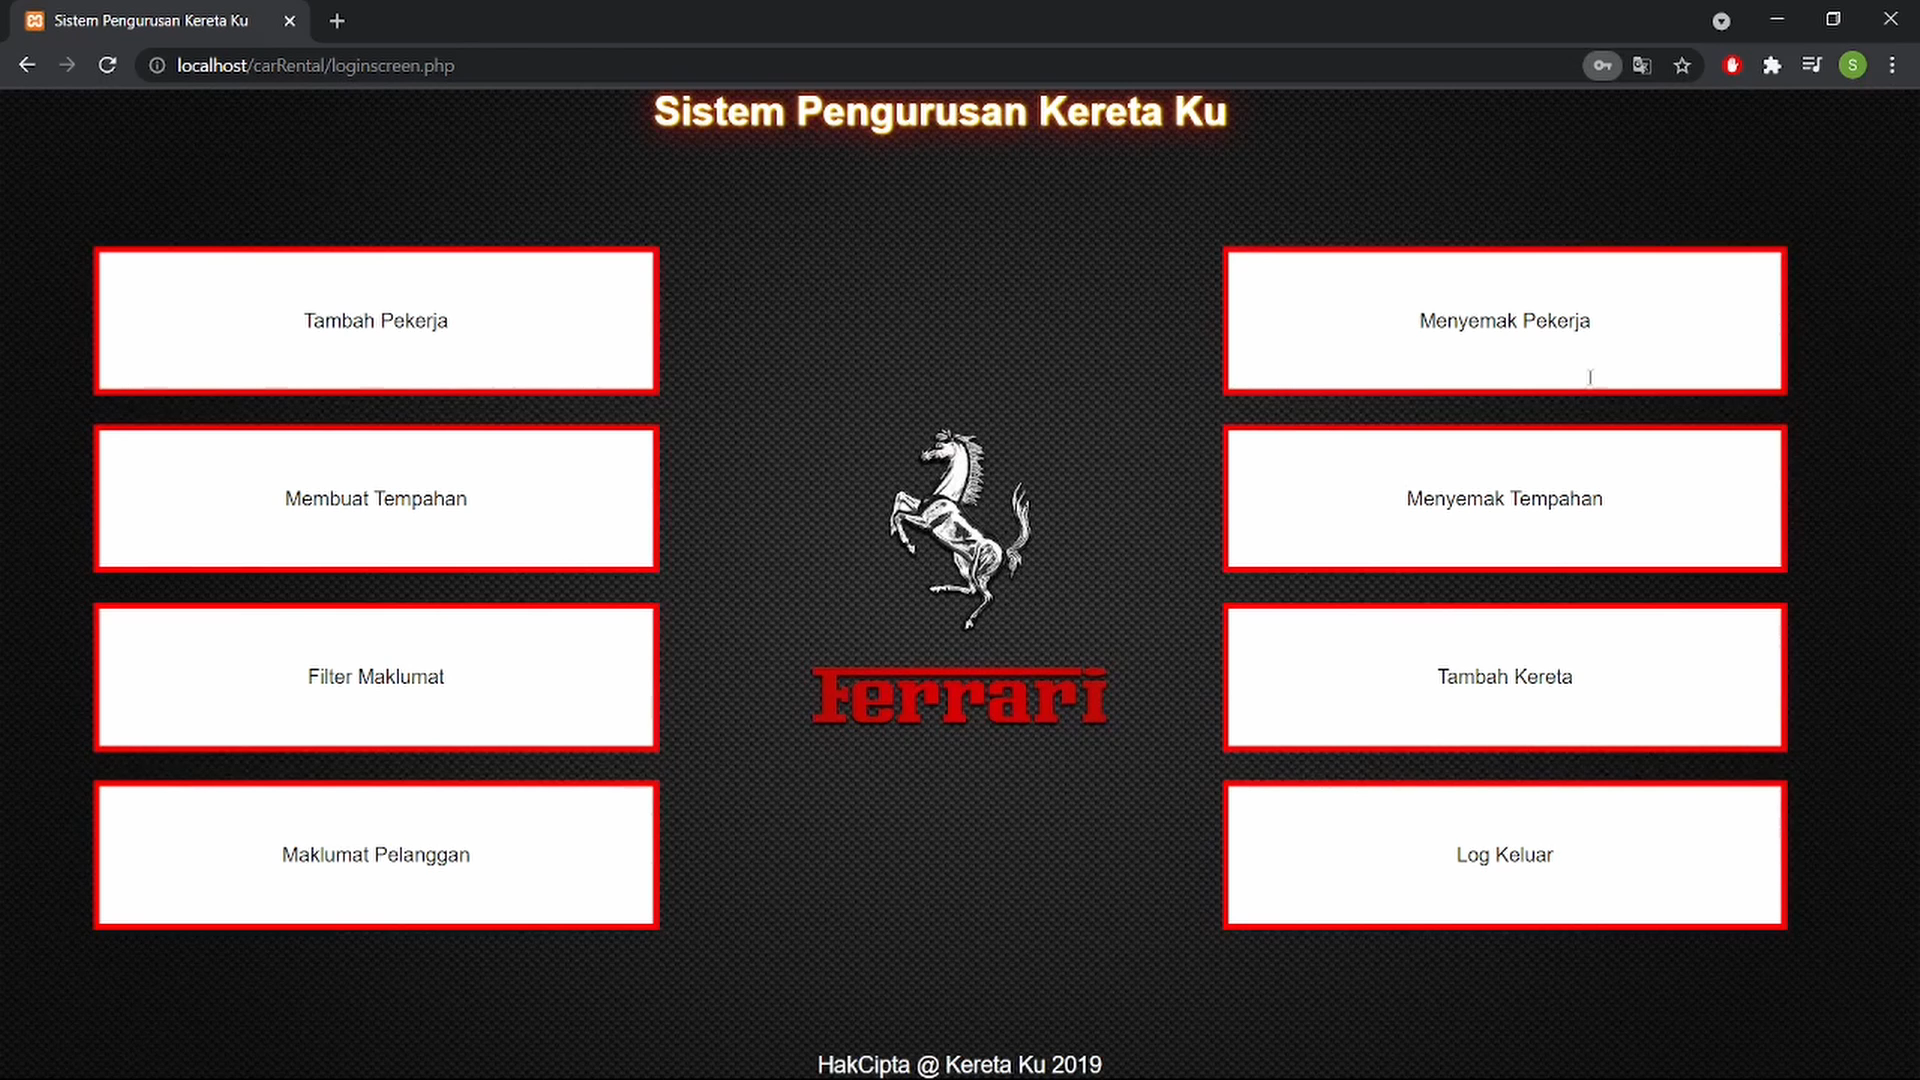 Sistem Pengurusan Kereta Ku
localhost/carRental/loginscreen.php
S
Sistem Pengurusan Kereta Ku
Tambah Pekerja
Menyemak Pekerja
Membuat Tempahan
Menyemak Tempahan
Filter Maklumat
Tambah Kereta
Ferrari
Maklumat Pelanggan
Log Keluar
HakCipta @ Kereta Ku 2019